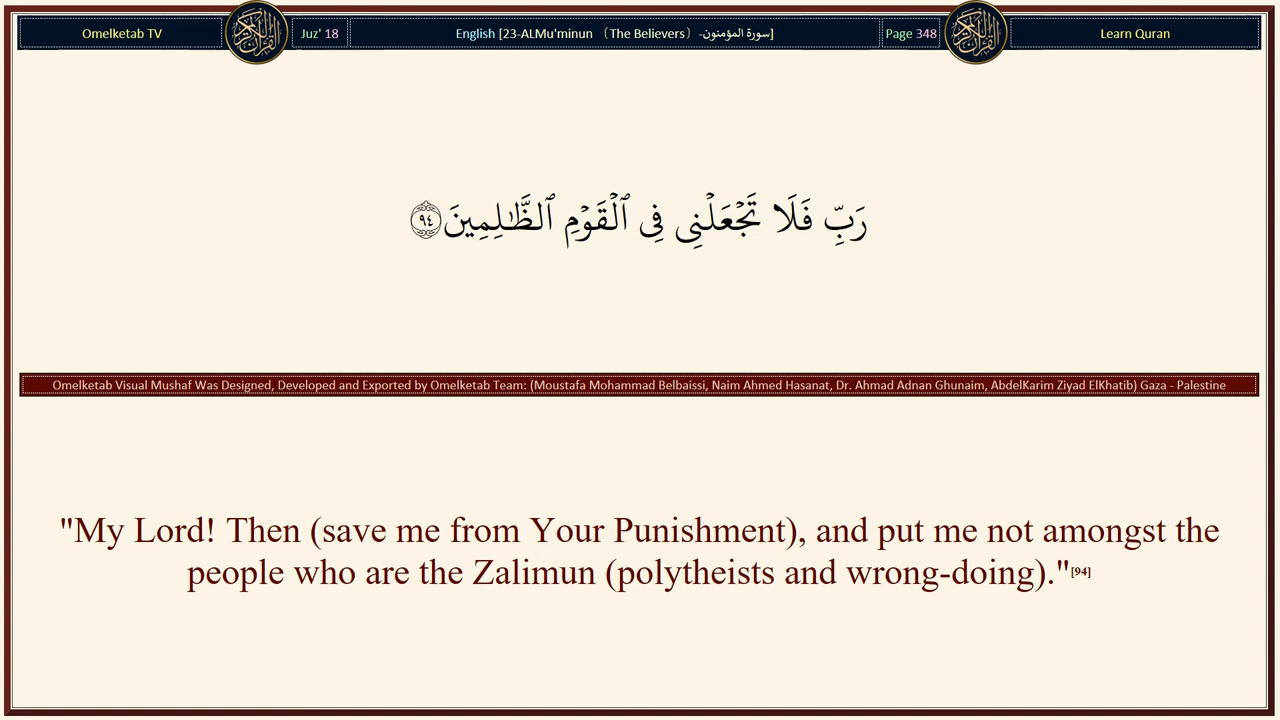 Omelketab TV
Juz' 18
English [23-ALMu'minun （The Believers） -سورة المؤمنون]
Page 348
Learn Quran
رَبِّ فَلَا تَجۡعَلۡنِي فِي ٱلۡقَوۡمِ ٱلظَّٰلِمِينَ ٩٤
Omelketab Visual Mushaf Was Designed, Developed and Exported by Omelketab Team: (Moustafa Mohammad Belbaissi, Naim Ahmed Hasanat, Dr. Ahmad Adnan Ghunaim, AbdelKarim Ziyad ElKhatib) Gaza - Palestine
"My Lord! Then (save me from Your Punishment), and put me not amongst the
people who are the Zalimun (polytheists and wrong-doing)."[94]